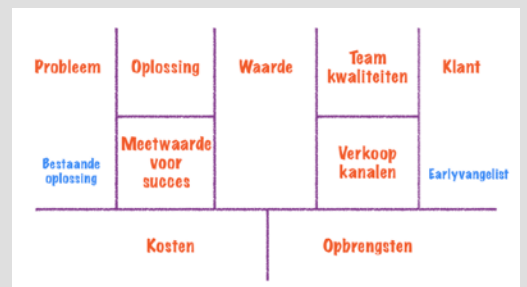 Probleem
Oplossing
Waarde
Team
kwaliteiten
Klant
Bestaande
oplossing
Meetwaarde
voor
succes
Verkoop
kanalen
Earlyvangelist
Kosten
Opbrengsten